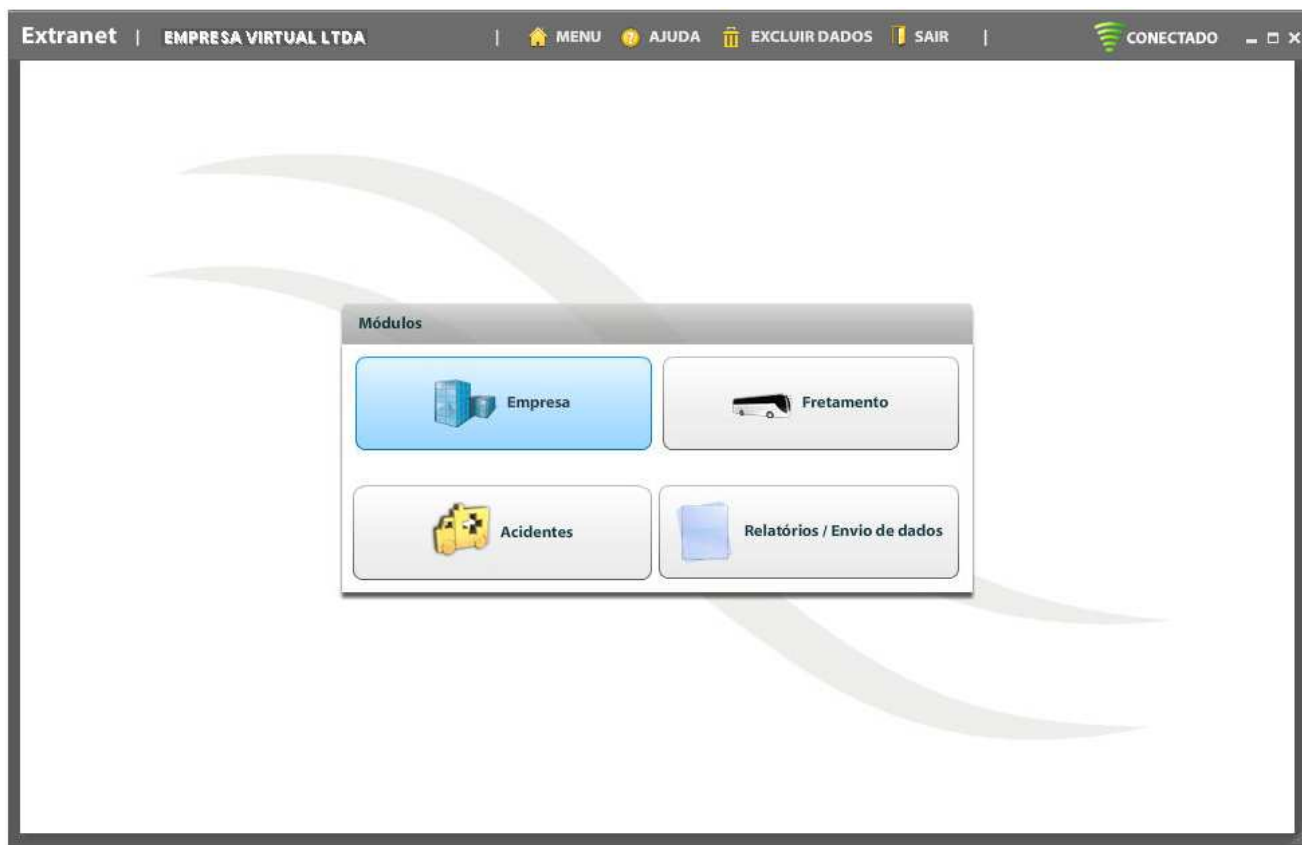 Extranet | EMPRESA VIRTUAL LTDA | MENU AJUDA EXCLUIR DADOS SAIR | CONECTADO
Módulos
Empresa Fretamento
Acidentes Relatórios / Envio de dados